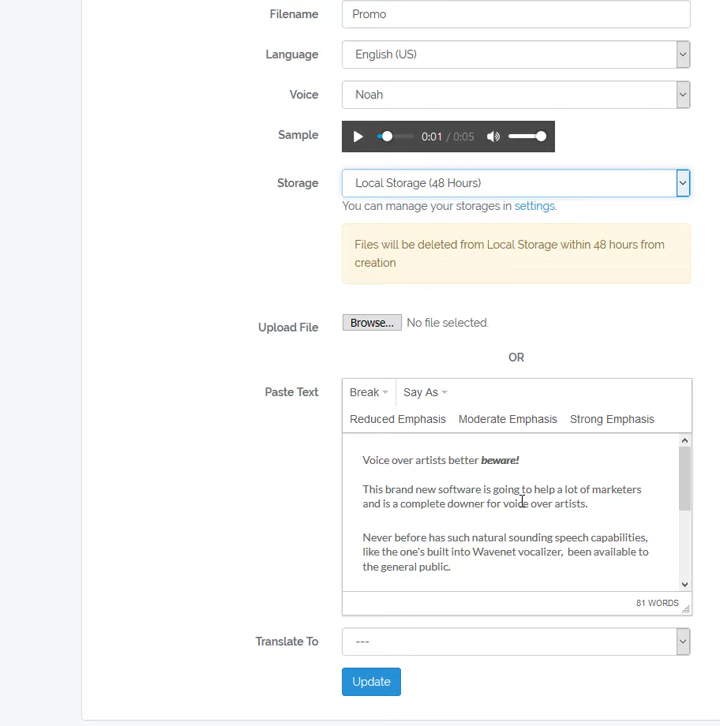 Filename Promo
Language English (US)
Voice Noah
Sample 0:01 / 0:05
Storage Local Storage (48 Hours)
You can manage your storages in settings.
Files will be deleted from Local Storage within 48 hours from
creation
Upload File Browse... No file selected.
OR
Paste Text Break Say As
Reduced Emphasis Moderate Emphasis Strong Emphasis
Voice over artists better beware!
This brand new software is going to help a lot of marketers
and is a complete downer for voice over artists.
Never before has such natural sounding speech capabilities,
like the one's built into Wavenet vocalizer, been available to
the general public.
81 WORDS
Translate To ---
Update